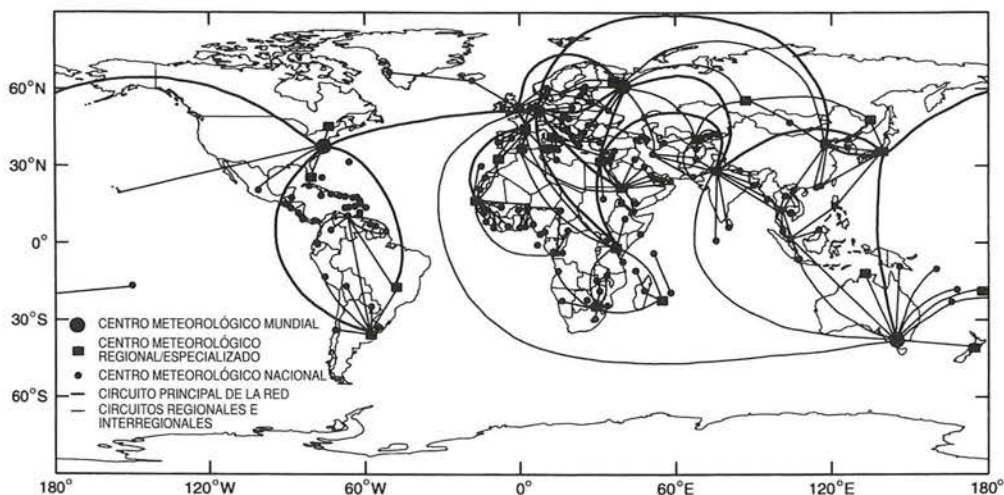 60°N
30°N
0°
30°S
60°S
CENTRO METEOROLÓGICO MUNDIAL
CENTRO METEOROLÓGICO
REGIONAL/ESPECIALIZADO
CENTRO METEOROLÓGICO NACIONAL
CIRCUITO PRINCIPAL DE LA RED
CIRCUITOS REGIONALES E
INTERREGIONALES
180° 120°W 60°W 0° 60°E 120°E 180°